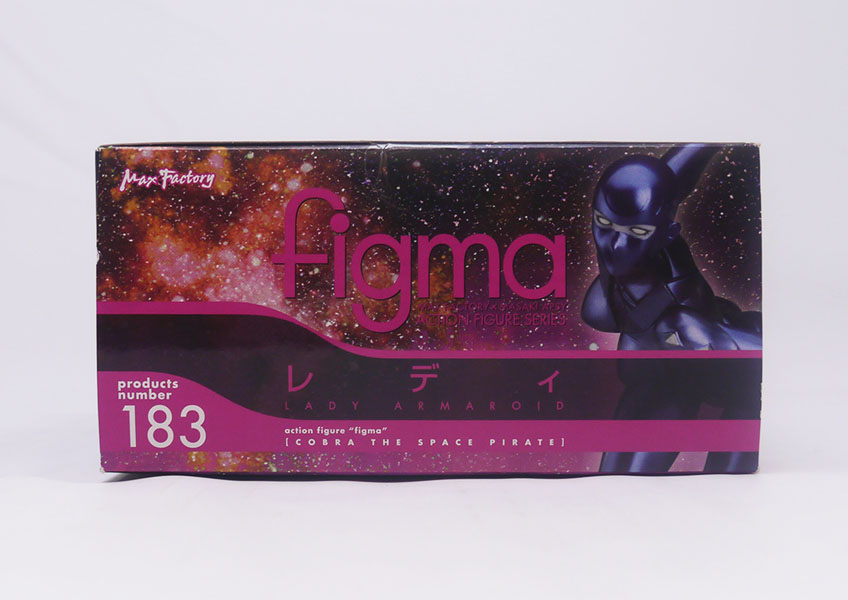 Max Factory
figma
ACTION FIGURE SERIES
レディ
LADY ARMAROID
products
number
183
action figure "figma"
[COBRA THE SPACE PIRATE]